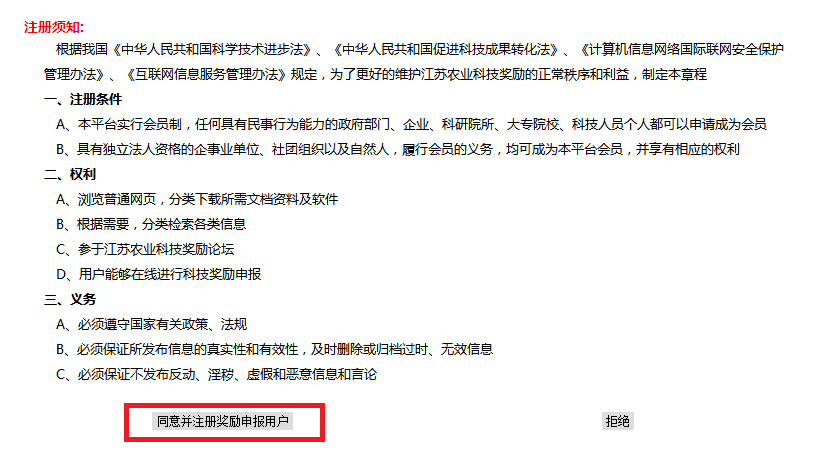 注册须知:
根据我国《中华人民共和国科学技术进步法》、《中华人民共和国促进科技成果转化法》、《计算机信息网络国际联网安全保护
管理办法》、《互联网信息服务管理办法》规定，为了更好的维护江苏农业科技奖励的正常秩序和利益，制定本章程
一、注册条件
A、本平台实行会员制，任何具有民事行为能力的政府部门、企业、科研院所、大专院校、科技人员个人都可以申请成为会员
B、具有独立法人资格的企事业单位、社团组织以及自然人，履行会员的义务，均可成为本平台会员，并享有相应的权利
二、权利
A、浏览普通网页，分类下载所需文档资料及软件
B、根据需要，分类检索各类信息
C、参于江苏农业科技奖励论坛
D、用户能够在线进行科技奖励申报
三、义务
A、必须遵守国家有关政策、法规
B、必须保证所发布信息的真实性和有效性，及时删除或归档过时、无效信息
C、必须保证不发布反动、淫秽、虚假和恶意信息和言论
同意并注册奖励申报用户 拒绝